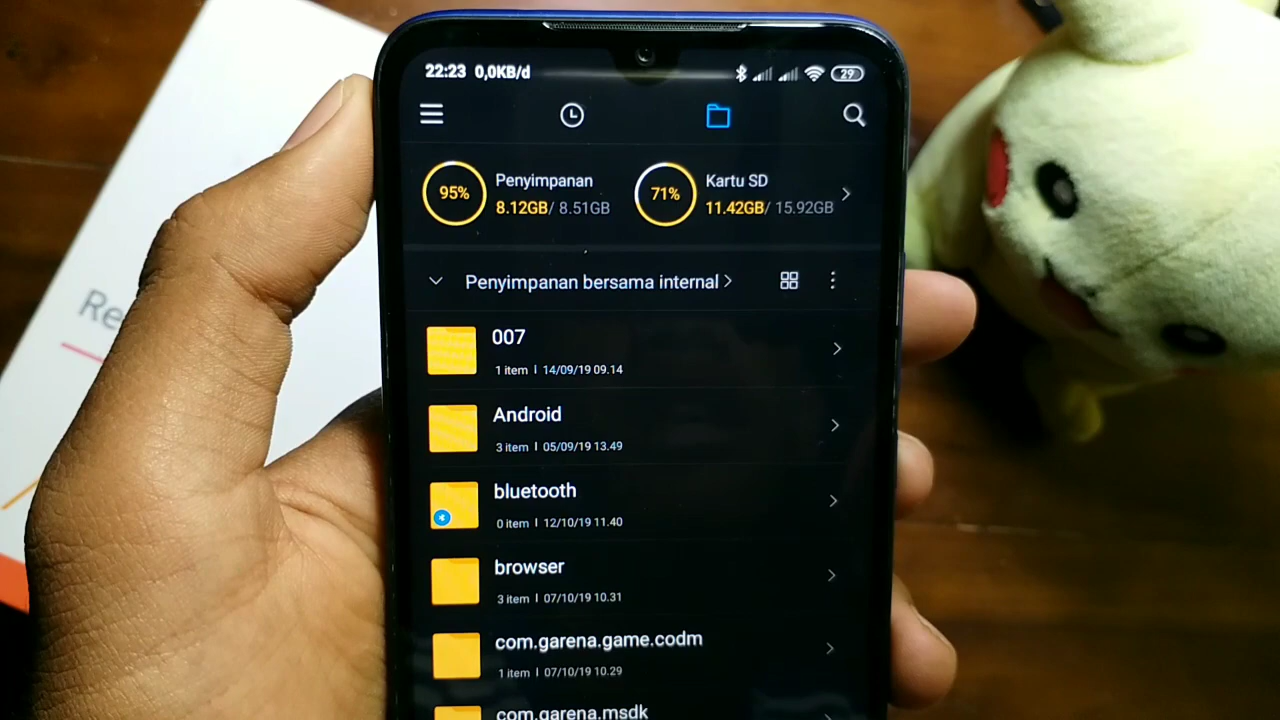 22:23 0,0KB/d 29
95% Penyimpanan
8.12GB/ 8.51GB
71% Kartu SD
11.42GB/ 15.92GB
Penyimpanan bersama internal
007
1 item | 14/09/19 09.14
Android
3 item | 05/09/19 13.49
bluetooth
0 item | 12/10/19 11.40
browser
3 item | 07/10/19 10.31
com.garena.game.codm
1 item | 07/10/19 10.29
com.garena.msdk
Re